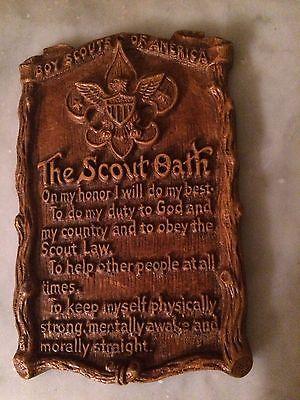 BOY SCOUTS OF AMERICA
The Scout Oath
On my honor I will do my best.
To do my duty to God and
my country and to obey the
Scout Law.
To help other people at all
times.
To keep myself physically
strong, mentally awake and
morally straight.